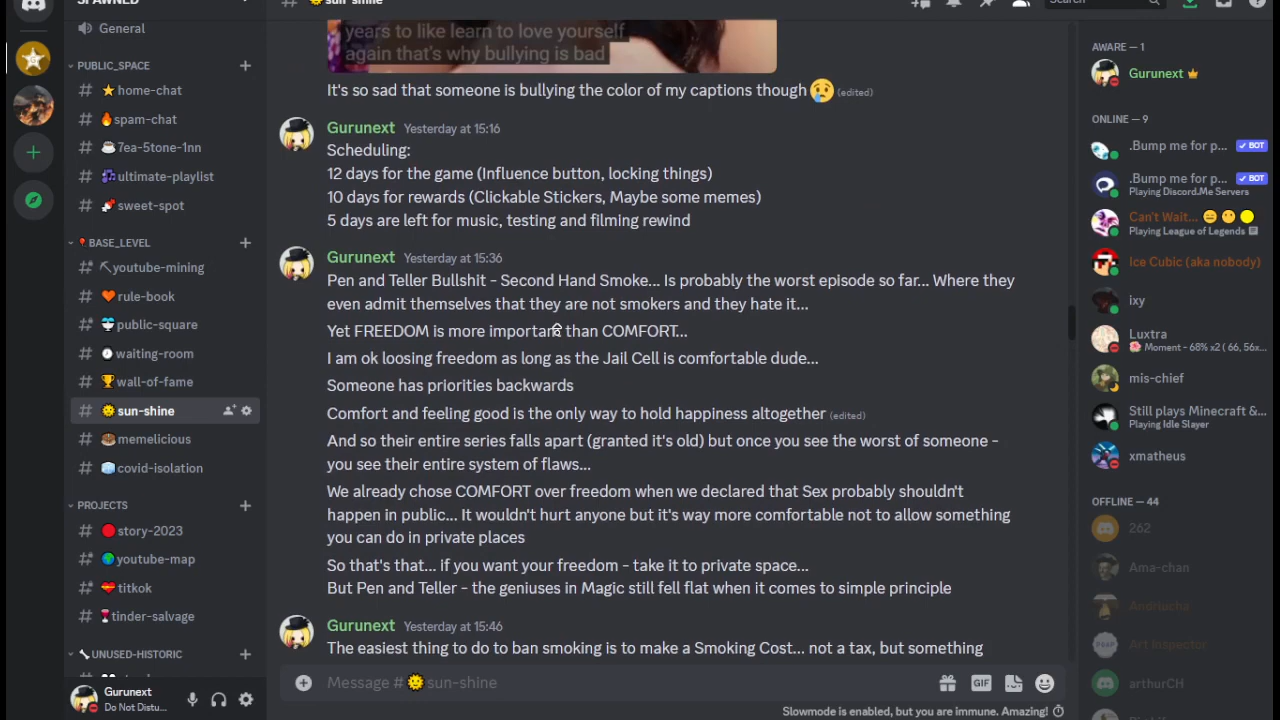 SPAWNED
sun-shine
Search
General
PUBLIC_SPACE
home-chat
spam-chat
7ea-5tone-1nn
ultimate-playlist
sweet-spot
BASE_LEVEL
youtube-mining
rule-book
public-square
waiting-room
wall-of-fame
sun-shine
memelicious
covid-isolation
PROJECTS
story-2023
youtube-map
titkok
tinder-salvage
UNUSED-HISTORIC
Gurunext
Do Not Distu...
years to like learn to love yourself
again that's why bullying is bad
It's so sad that someone is bullying the color of my captions though 😢 (edited)
Gurunext Yesterday at 15:16
Scheduling:
12 days for the game (Influence button, locking things)
10 days for rewards (Clickable Stickers, Maybe some memes)
5 days are left for music, testing and filming rewind
Gurunext Yesterday at 15:36
Pen and Teller Bullshit - Second Hand Smoke... Is probably the worst episode so far... Where they
even admit themselves that they are not smokers and they hate it...
Yet FREEDOM is more important than COMFORT...
I am ok loosing freedom as long as the Jail Cell is comfortable dude...
Someone has priorities backwards
Comfort and feeling good is the only way to hold happiness altogether (edited)
And so their entire series falls apart (granted it's old) but once you see the worst of someone -
you see their entire system of flaws...
We already chose COMFORT over freedom when we declared that Sex probably shouldn't
happen in public... It wouldn't hurt anyone but it's way more comfortable not to allow something
you can do in private places
So that's that... if you want your freedom - take it to private space...
But Pen and Teller - the geniuses in Magic still fell flat when it comes to simple principle
Gurunext Yesterday at 15:46
The easiest thing to do to ban smoking is to make a Smoking Cost... not a tax, but something
Message # 🌞 sun-shine
GIF
Slowmode is enabled, but you are immune. Amazing!
AWARE — 1
Gurunext
ONLINE — 9
.Bump me for p... ✓ BOT
.Bump me for p... ✓ BOT
Playing Discord.Me Servers
Can't Wait... 😑 😶 🟡
Playing League of Legends
Ice Cubic (aka nobody)
ixy
Luxtra
🌸 Moment - 68% x2 ( 66, 56x...
mis-chief
Still plays Minecraft &...
Playing Idle Slayer
xmatheus
OFFLINE — 44
262
Ama-chan
Andriucha
Art Inspector
arthurCH